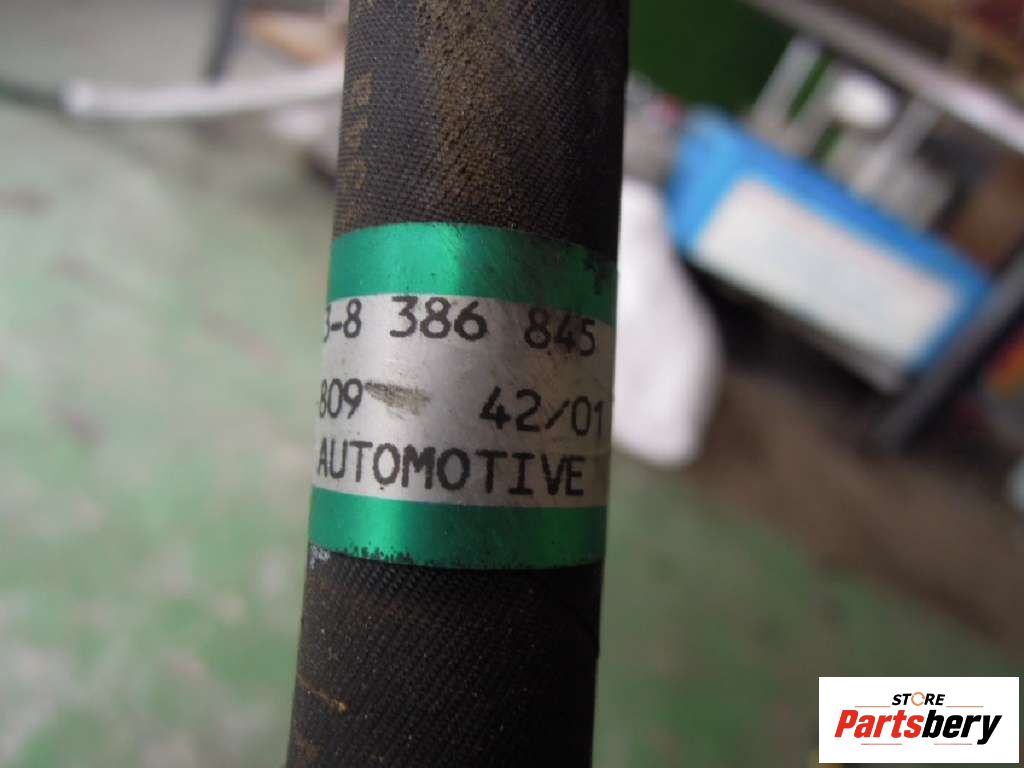 3-8 386 845
809 42/01
AUTOMOTIVE
STORE
Partsbery